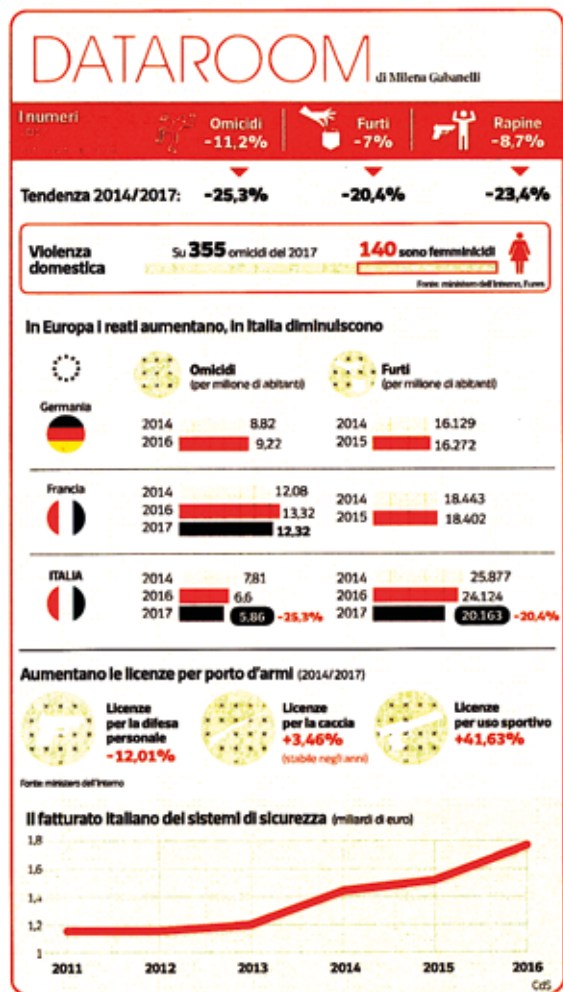 DATAROOM
di Milena Gabanelli
I numeri
Omicidi
-11,2%
Furti
-7%
Rapine
-8,7%
Tendenza 2014/2017: -25,3% -20,4% -23,4%
Violenza domestica
Su 355 omicidi del 2017 140 sono femminicidi
Fonte: ministero dell'Interno, Eures
In Europa i reati aumentano, in Italia diminuiscono
Omicidi
(per milione di abitanti)
Furti
(per milione di abitanti)
Germania
2014 8,82
2016 9,22
2014 16.129
2015 16.272
Francia
2014 12,08
2016 13,32
2017 12,32
2014 18.443
2015 18.402
ITALIA
2014 7,81
2016 6,6
2017 5,86 -25,3%
2014 25.877
2016 24.124
2017 20.163 -20,4%
Aumentano le licenze per porto d'armi (2014/2017)
Licenze
per la difesa
personale
-12,01%
Licenze
per la caccia
+3,46%
(stabile negli anni)
Licenze
per uso sportivo
+41,63%
Fonte: ministero dell'Interno
Il fatturato italiano dei sistemi di sicurezza (miliardi di euro)
1,8
1,6
1,4
1,2
1
2011 2012 2013 2014 2015 2016
CdS